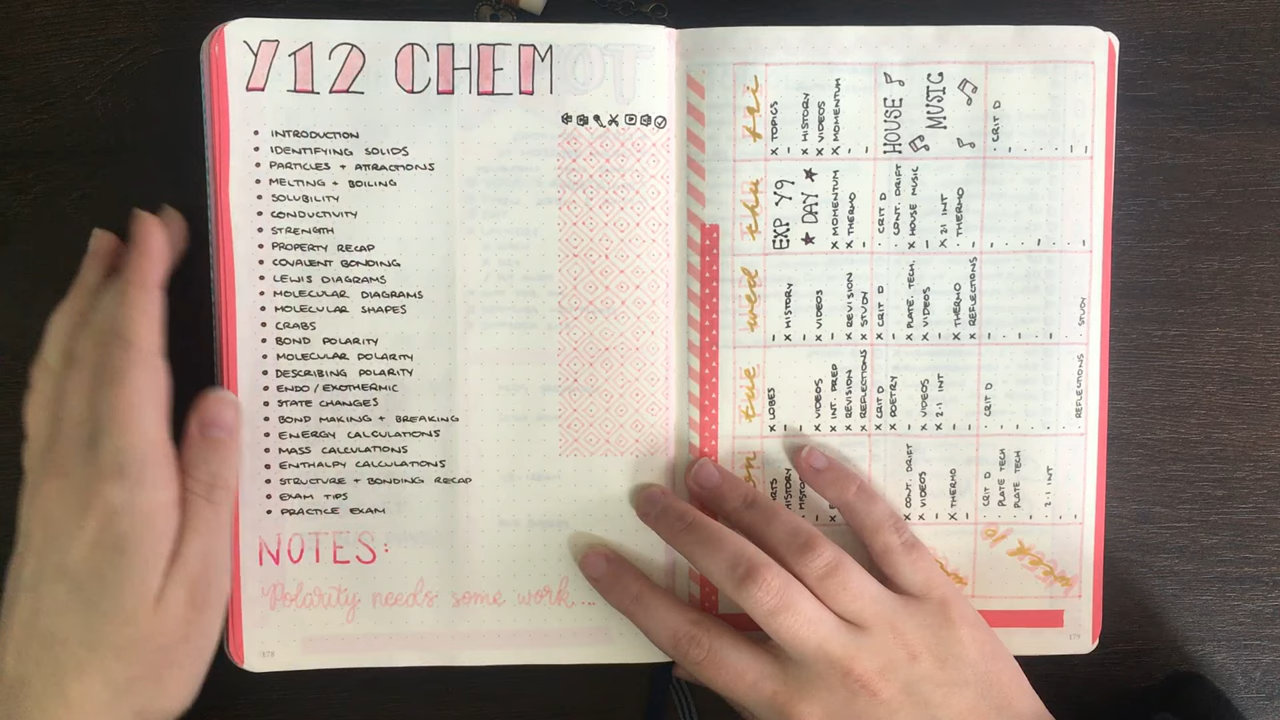 Y12 CHEM
• INTRODUCTION
• IDENTIFYING SOLIDS
• PARTICLES + ATTRACTIONS
• MELTING + BOILING
• SOLUBILITY
• CONDUCTIVITY
• STRENGTH
• PROPERTY RECAP
• COVALENT BONDING
• LEWIS DIAGRAMS
• MOLECULAR DIAGRAMS
• MOLECULAR SHAPES
• CRABS
• BOND POLARITY
• MOLECULAR POLARITY
• DESCRIBING POLARITY
• ENDO/EXOTHERMIC
• STATE CHANGES
• BOND MAKING + BREAKING
• ENERGY CALCULATIONS
• MASS CALCULATIONS
• ENTHALPY CALCULATIONS
• STRUCTURE + BONDING RECAP
• EXAM TIPS
• PRACTICE EXAM
NOTES:
Polarity needs some work...
178
fri
X TOPICS
-
X HISTORY
X VIDEOS
X MOMENTUM
HOUSE
MUSIC
· CRIT D
thu
EXP Y9
★ DAY ★
X MOMENTUM
X THERMO
-
· CRIT D
· CONT. DRIFT
X HOUSE MUSIC
-
X 2.1 INT
· THERMO
wed
-
X HISTORY
-
X VIDEOS
-
X REVISION
X STUDY
X CRIT D
-
X PLATE. TECH.
X VIDEOS
-
X THERMO
X REFLECTIONS
· STUDY
tue
X LOBES
-
-
X VIDEOS
X INT. PREP
X REVISION
X REFLECTIONS
X CRIT D
X POETRY
-
X VIDEOS
X 2.1 INT
· CRIT D
· REFLECTIONS
on
HISTORY
X CONT. DRIFT
X VIDEOS
-
X THERMO
· CRIT D
· PLATE TECH
· PLATE TECH
-
· 2.1 INT
WEEK 10
179